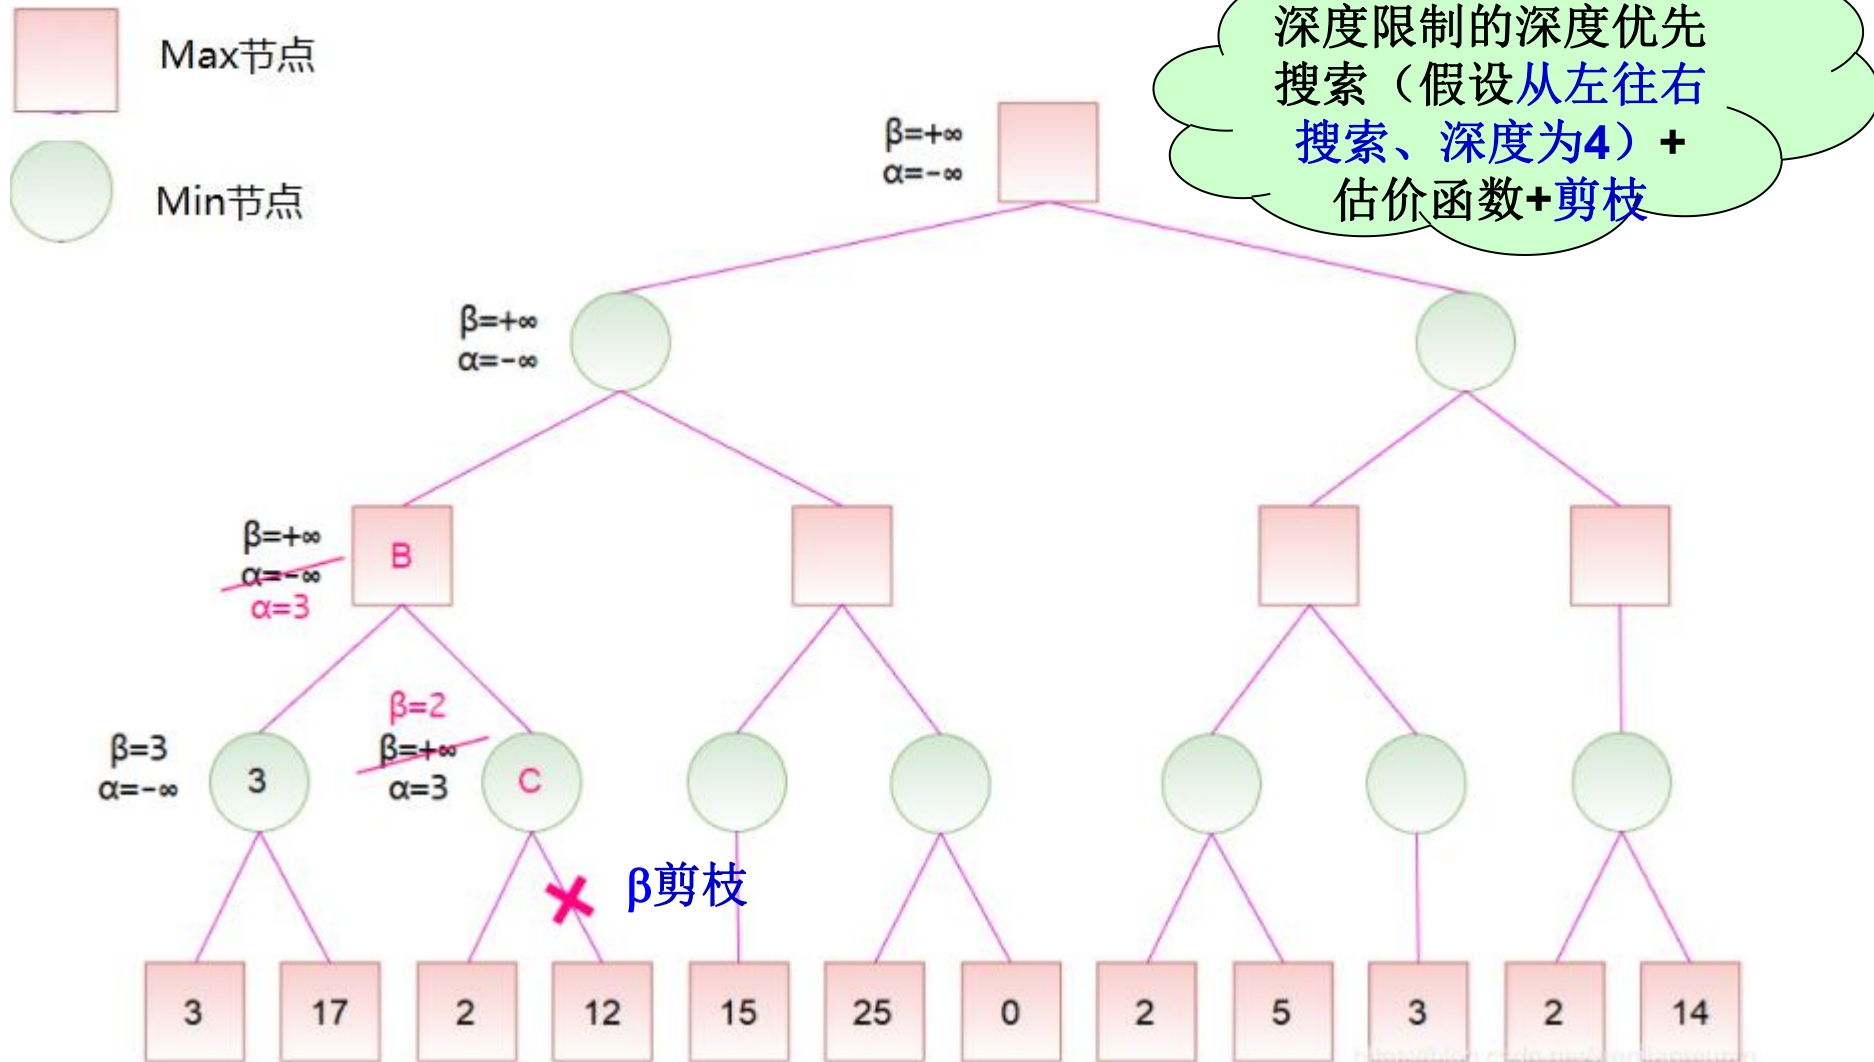 Max节点
Min节点
深度限制的深度优先
搜索（假设从左往右
搜索、深度为4）+
估价函数+剪枝
β=+∞
α=-∞
β=+∞
α=-∞
β=+∞
α=-∞
α=3
B
β=2
β=+∞
α=3
β=3
α=-∞
3
C
β剪枝
3 17 2 12 15 25 0 2 5 3 2 14